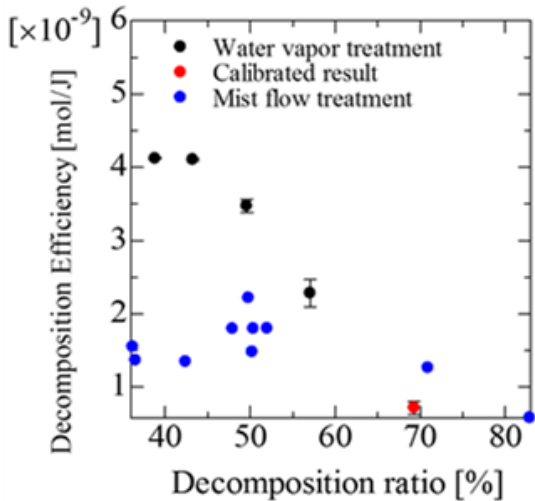 [×10⁻⁹]
6
5
4
3
2
1
Decomposition Efficiency [mol/J]
Water vapor treatment
Calibrated result
Mist flow treatment
40 50 60 70 80
Decomposition ratio [%]